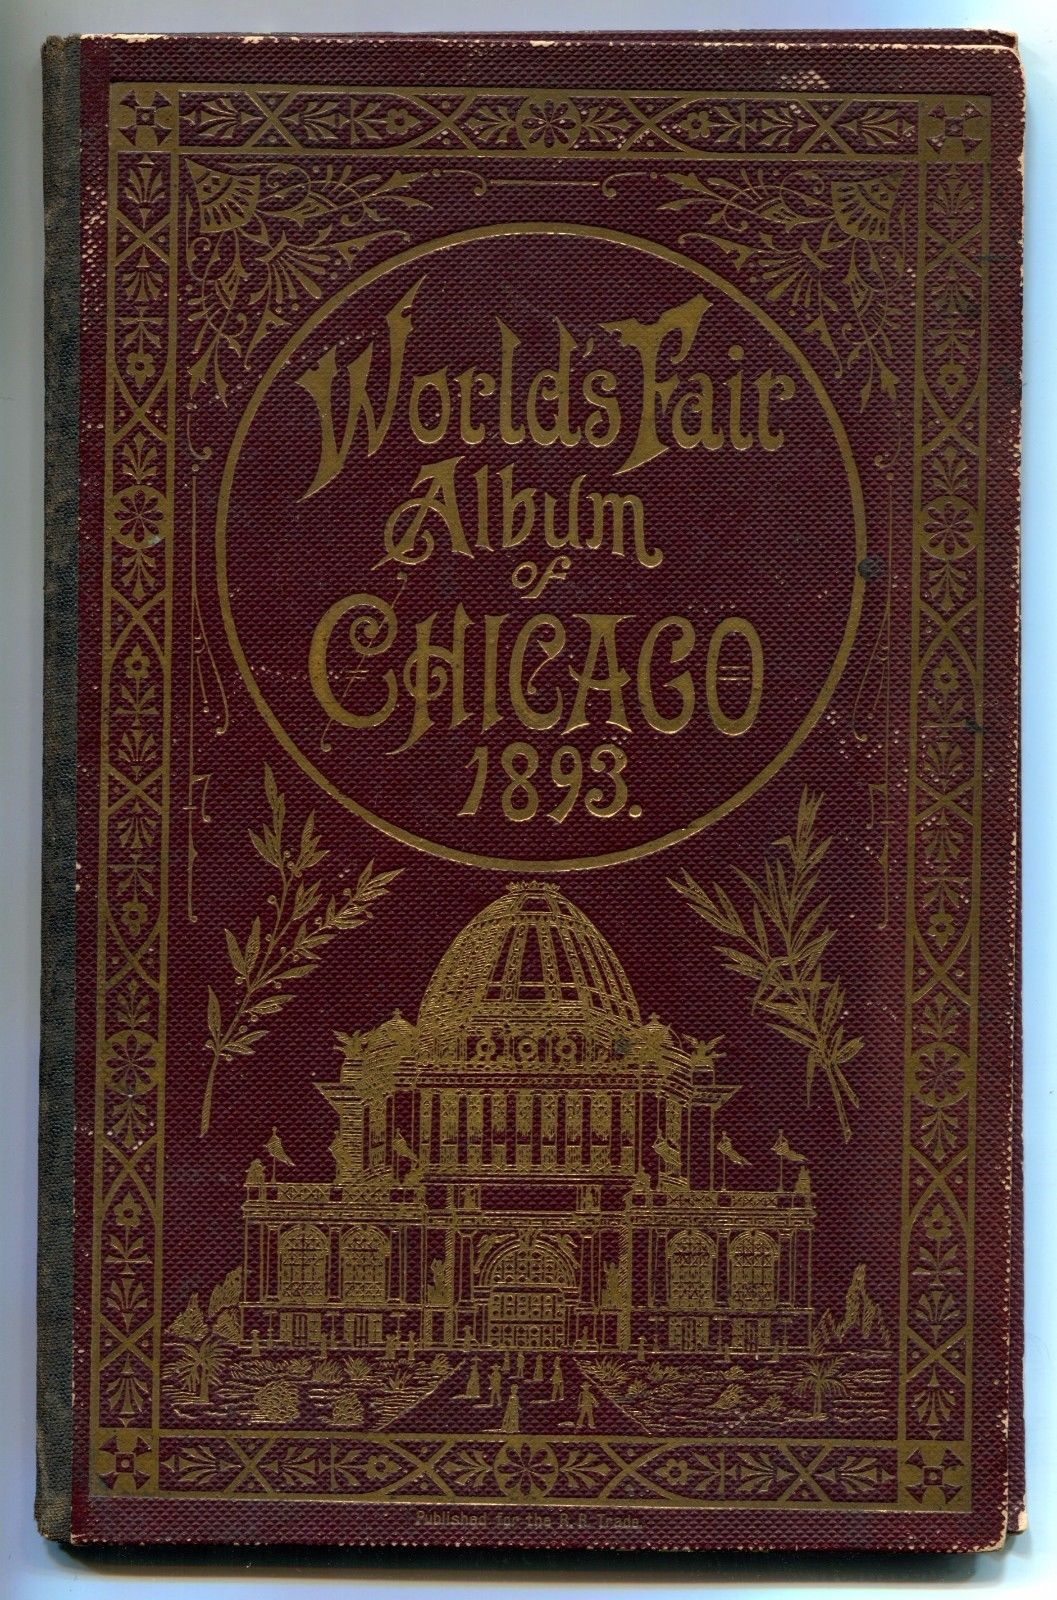 World's Fair
Album
of
CHICAGO
1893.
Published for the R. R. Trade.